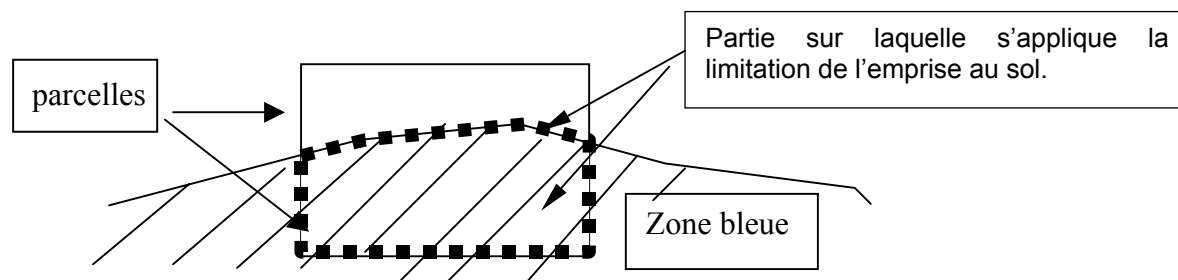 Partie sur laquelle s’applique la
limitation de l’emprise au sol.
parcelles
Zone bleue